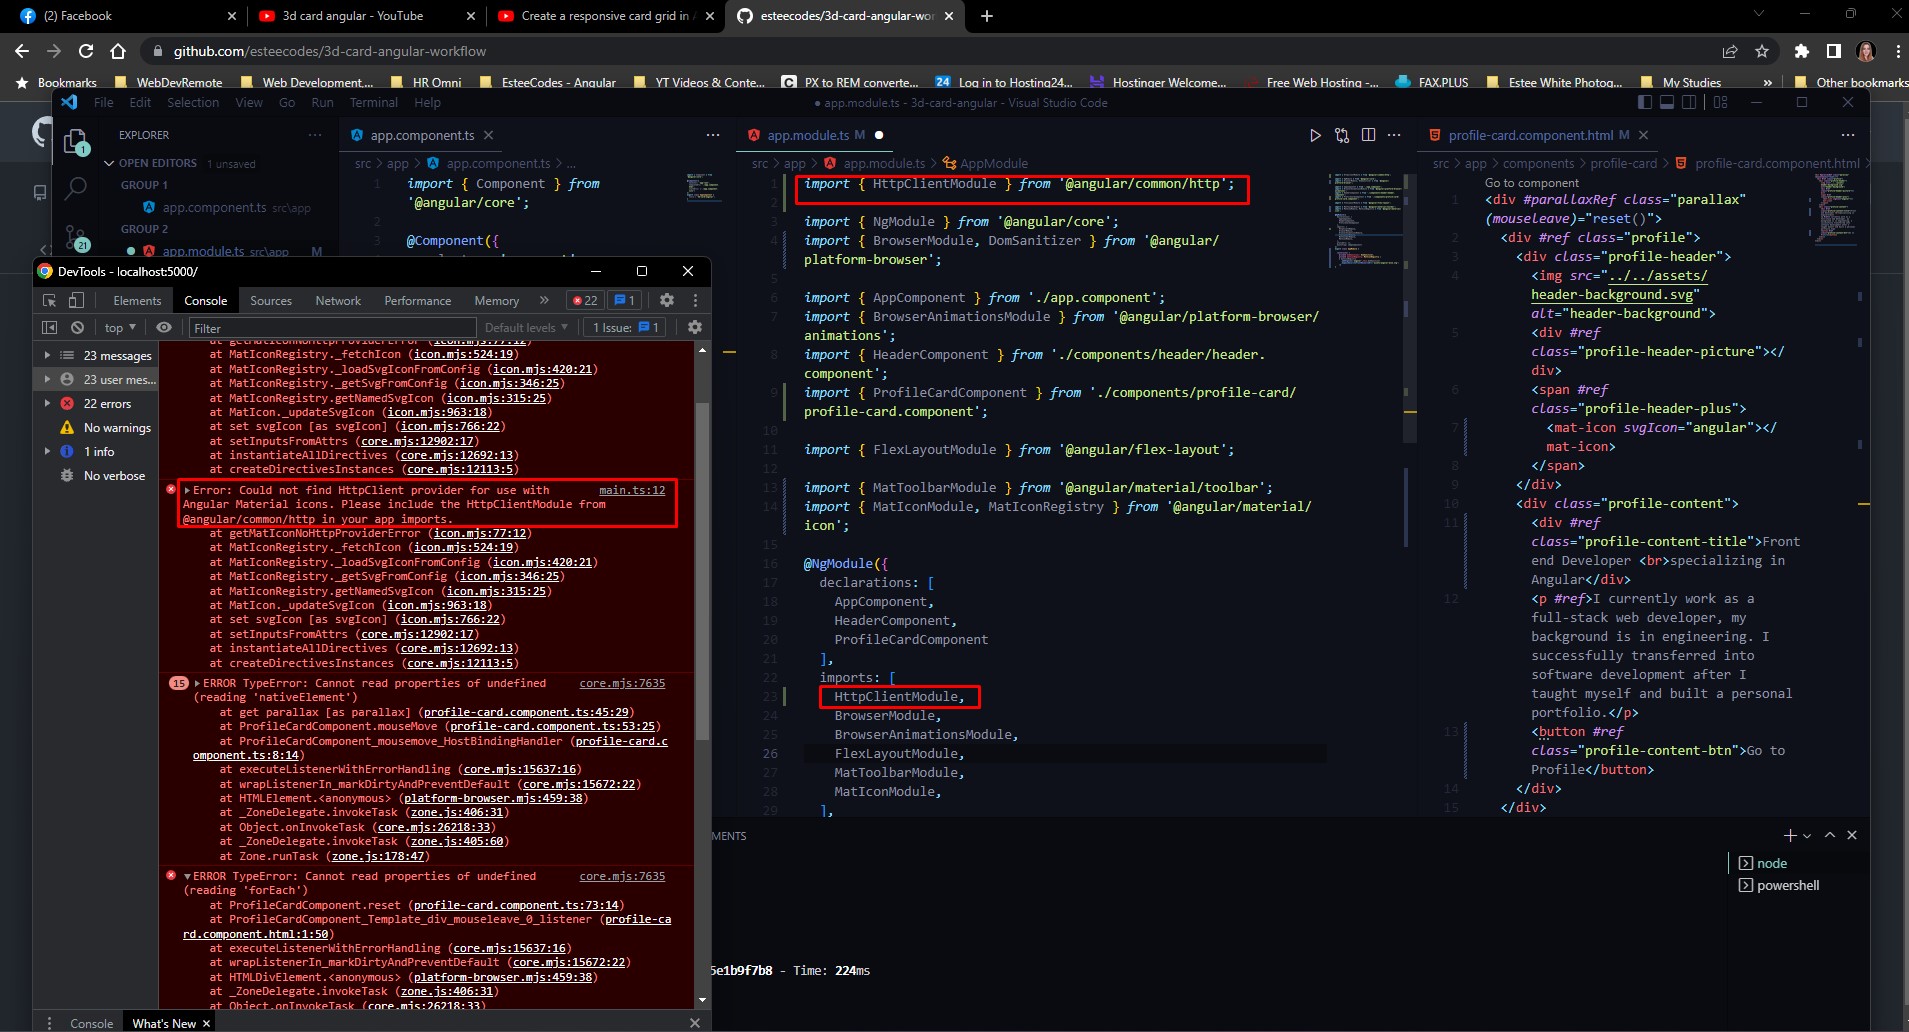 (2) Facebook
3d card angular - YouTube
Create a responsive card grid in
esteecodes/3d-card-angular-wor
github.com/esteecodes/3d-card-angular-workflow
Bookmarks
WebDevRemote
Web Development,...
HR Omni
EsteeCodes - Angular
YT Videos & Conte...
PX to REM converte...
24
Log in to Hosting24...
Hostinger Welcome...
Free Web Hosting -...
FAX.PLUS
Estee White Photog...
My Studies
»
Other bookmarks
File Edit Selection View Go Run Terminal Help
● app.module.ts - 3d-card-angular - Visual Studio Code
1
21
EXPLORER ...
OPEN EDITORS 1 unsaved
GROUP 1
app.component.ts src\app
GROUP 2
app.module.ts src\app M
app.component.ts
src > app > app.component.ts > ...
1 import { Component } from
'@angular/core';
2
3 @Component({
DevTools - localhost:5000/
Elements Console Sources Network Performance Memory » 22 1
top Filter Default levels 1 Issue: 1
23 messages
23 user mes...
22 errors
No warnings
1 info
No verbose
at getMatIconNoHttpProviderError (icon.mjs:77:12)
at MatIconRegistry._fetchIcon (icon.mjs:524:19)
at MatIconRegistry._loadSvgIconFromConfig (icon.mjs:420:21)
at MatIconRegistry._getSvgFromConfig (icon.mjs:346:25)
at MatIconRegistry.getNamedSvgIcon (icon.mjs:315:25)
at MatIcon._updateSvgIcon (icon.mjs:963:18)
at set svgIcon [as svgIcon] (icon.mjs:766:22)
at setInputsFromAttrs (core.mjs:12902:17)
at instantiateAllDirectives (core.mjs:12692:13)
at createDirectivesInstances (core.mjs:12113:5)
Error: Could not find HttpClient provider for use with main.ts:12
Angular Material icons. Please include the HttpClientModule from
@angular/common/http in your app imports.
at getMatIconNoHttpProviderError (icon.mjs:77:12)
at MatIconRegistry._fetchIcon (icon.mjs:524:19)
at MatIconRegistry._loadSvgIconFromConfig (icon.mjs:420:21)
at MatIconRegistry._getSvgFromConfig (icon.mjs:346:25)
at MatIconRegistry.getNamedSvgIcon (icon.mjs:315:25)
at MatIcon._updateSvgIcon (icon.mjs:963:18)
at set svgIcon [as svgIcon] (icon.mjs:766:22)
at setInputsFromAttrs (core.mjs:12902:17)
at instantiateAllDirectives (core.mjs:12692:13)
at createDirectivesInstances (core.mjs:12113:5)
15 ERROR TypeError: Cannot read properties of undefined core.mjs:7635
(reading 'nativeElement')
at get parallax [as parallax] (profile-card.component.ts:45:29)
at ProfileCardComponent.mouseMove (profile-card.component.ts:53:25)
at ProfileCardComponent_mousemove_HostBindingHandler (profile-card.c
omponent.ts:8:14)
at executeListenerWithErrorHandling (core.mjs:15637:16)
at wrapListenerIn_markDirtyAndPreventDefault (core.mjs:15672:22)
at HTMLElement.<anonymous> (platform-browser.mjs:459:38)
at _ZoneDelegate.invokeTask (zone.js:406:31)
at Object.onInvokeTask (core.mjs:26218:33)
at _ZoneDelegate.invokeTask (zone.js:405:60)
at Zone.runTask (zone.js:178:47)
ERROR TypeError: Cannot read properties of undefined core.mjs:7635
(reading 'forEach')
at ProfileCardComponent.reset (profile-card.component.ts:73:14)
at ProfileCardComponent_Template_div_mouseleave_0_listener (profile-ca
rd.component.html:1:50)
at executeListenerWithErrorHandling (core.mjs:15637:16)
at wrapListenerIn_markDirtyAndPreventDefault (core.mjs:15672:22)
at HTMLDivElement.<anonymous> (platform-browser.mjs:459:38)
at _ZoneDelegate.invokeTask (zone.js:406:31)
at Object.onInvokeTask (core.mjs:26218:33)
Console What's New
app.module.ts M
src > app > app.module.ts > AppModule
1 import { HttpClientModule } from '@angular/common/http';
2
3 import { NgModule } from '@angular/core';
4 import { BrowserModule, DomSanitizer } from '@angular/
platform-browser';
5
6 import { AppComponent } from './app.component';
7 import { BrowserAnimationsModule } from '@angular/platform-browser/
animations';
8 import { HeaderComponent } from './components/header/header.
component';
9 import { ProfileCardComponent } from './components/profile-card/
profile-card.component';
10
11 import { FlexLayoutModule } from '@angular/flex-layout';
12
13 import { MatToolbarModule } from '@angular/material/toolbar';
14 import { MatIconModule, MatIconRegistry } from '@angular/material/
icon';
15
16 @NgModule({
17 declarations: [
18 AppComponent,
19 HeaderComponent,
20 ProfileCardComponent
21 ],
22 imports: [
23 HttpClientModule,
24 BrowserModule,
25 BrowserAnimationsModule,
26 FlexLayoutModule,
27 MatToolbarModule,
28 MatIconModule,
29 ],
profile-card.component.html M
src > app > components > profile-card > profile-card.component.html >
Go to component
1 <div #parallaxRef class="parallax"
(mouseleave)="reset()">
2 <div #ref class="profile">
3 <div class="profile-header">
4 <img src="../../assets/
header-background.svg"
alt="header-background">
5 <div #ref
class="profile-header-picture"></
div>
6 <span #ref
class="profile-header-plus">
7 <mat-icon svgIcon="angular"></
mat-icon>
8 </span>
9 </div>
10 <div class="profile-content">
11 <div #ref
class="profile-content-title">Front
end Developer <br>specializing in
Angular</div>
12 <p #ref>I currently work as a
full-stack web developer, my
background is in engineering. I
successfully transferred into
software development after I
taught myself and built a personal
portfolio.</p>
13 <button #ref
class="profile-content-btn">Go to
Profile</button>
14 </div>
15 </div>
MENTS
node
powershell
5e1b9f7b8 - Time: 224ms